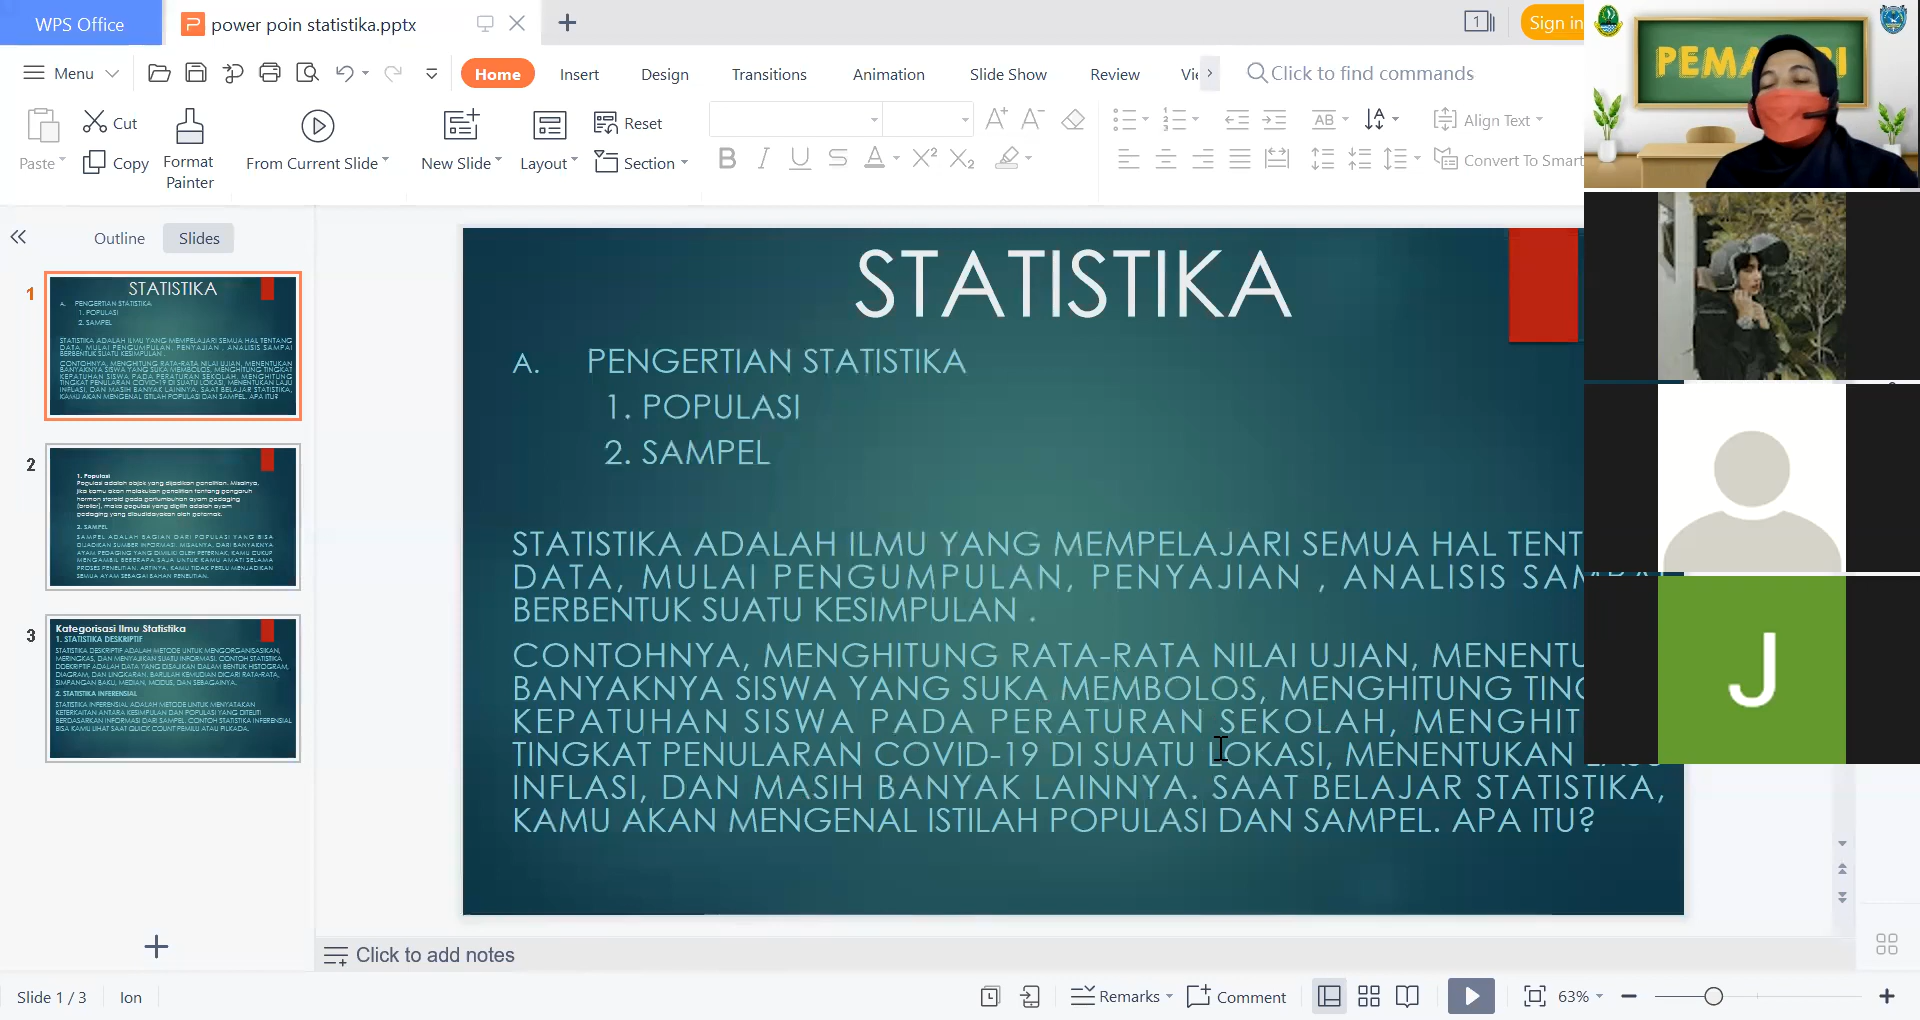 WPS Office
power poin statistika.pptx
1
Sign in
Menu
Home
Insert
Design
Transitions
Animation
Slide Show
Review
Click to find commands
Paste
Cut
Copy
Format
Painter
From Current Slide
New Slide
Layout
Reset
Section
Align Text
Convert To Smart
Outline
Slides
1
STATISTIKA
A. PENGERTIAN STATISTIKA
1. POPULASI
2. SAMPEL
STATISTIKA ADALAH ILMU YANG MEMPELAJARI SEMUA HAL TENTANG
DATA, MULAI PENGUMPULAN, PENYAJIAN , ANALISIS SAMPAI
BERBENTUK SUATU KESIMPULAN .
CONTOHNYA, MENGHITUNG RATA-RATA NILAI UJIAN, MENENTUKAN
BANYAKNYA SISWA YANG SUKA MEMBOLOS, MENGHITUNG TINGKAT
KEPATUHAN SISWA PADA PERATURAN SEKOLAH, MENGHITUNG
TINGKAT PENULARAN COVID-19 DI SUATU LOKASI, MENENTUKAN LAJU
INFLASI, DAN MASIH BANYAK LAINNYA. SAAT BELAJAR STATISTIKA,
KAMU AKAN MENGENAL ISTILAH POPULASI DAN SAMPEL. APA ITU?
2
1. Populasi
Populasi adalah objek yang dijadikan penelitian. Misalnya,
jika kamu akan melakukan penelitian tentang pengaruh
hormon steroid pada pertumbuhan ayam pedaging
(broiler), maka populasi yang dipilih adalah ayam
pedaging yang dibudidayakan oleh peternak.
2. SAMPEL
SAMPEL ADALAH BAGIAN DARI POPULASI YANG BISA
DIJADIKAN SUMBER INFORMASI. MISALNYA, DARI BANYAKNYA
AYAM PEDAGING YANG DIMILIKI OLEH PETERNAK, KAMU CUKUP
MENGAMBIL BEBERAPA SAJA UNTUK KAMU AMATI SELAMA
PROSES PENELITIAN. ARTINYA, KAMU TIDAK PERLU MENJADIKAN
SEMUA AYAM SEBAGAI BAHAN PENELITIAN.
3
Kategorisasi Ilmu Statistika
1. STATISTIKA DESKRIPTIF
STATISTIKA DESKRIPTIF ADALAH METODE UNTUK MENGORGANISASIKAN,
MERINGKAS, DAN MENYAJIKAN SUATU INFORMASI. CONTOH STATISTIKA
DDEKRIPTIF ADALAH DATA YANG DISAJIKAN DALAM BENTUK HISTOGRAM,
DIAGRAM, DAN LINGKARAN. BARULAH KEMUDIAN DICARI RATA-RATA,
SIMPANGAN BAKU, MEDIAN, MODUS, DAN SEBAGAINYA.
2. STATISTIKA INFERENSIAL
STATISTIKA INFERENSIAL ADALAH METODE UNTUK MENYATAKAN
KETERKAITAN ANTARA KESIMPULAN DAN POPULASI YANG DITELITI
BERDASARKAN INFORMASI DARI SAMPEL. CONTOH STATISTIKA INFERENSIAL
BISA KAMU LIHAT SAAT QUICK COUNT PEMILU ATAU PILKADA.
STATISTIKA
A. PENGERTIAN STATISTIKA
1. POPULASI
2. SAMPEL
STATISTIKA ADALAH ILMU YANG MEMPELAJARI SEMUA HAL TENT
DATA, MULAI PENGUMPULAN, PENYAJIAN , ANALISIS SAMPAI
BERBENTUK SUATU KESIMPULAN .
CONTOHNYA, MENGHITUNG RATA-RATA NILAI UJIAN, MENENTU
BANYAKNYA SISWA YANG SUKA MEMBOLOS, MENGHITUNG TING
KEPATUHAN SISWA PADA PERATURAN SEKOLAH, MENGHIT
TINGKAT PENULARAN COVID-19 DI SUATU LOKASI, MENENTUKAN LAJU
INFLASI, DAN MASIH BANYAK LAINNYA. SAAT BELAJAR STATISTIKA,
KAMU AKAN MENGENAL ISTILAH POPULASI DAN SAMPEL. APA ITU?
J
Click to add notes
Slide 1 / 3
Ion
Remarks
Comment
63%